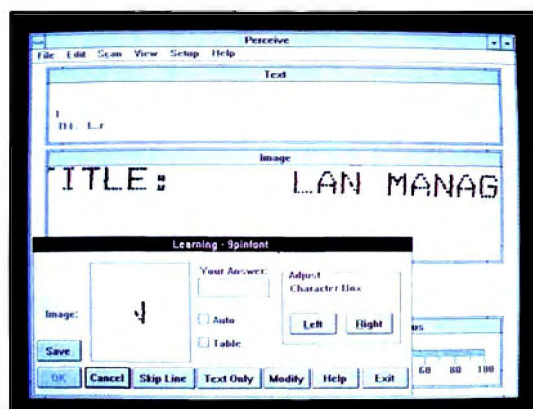 Perceive
File Edit Scan View Setup Help
Text
Image
TITLE: LAN MANAG
Learning - 9pinfont
Your Answer:
Adjust
Character Box
Image:
Auto
Left Right
Table
Save
60 80 100
OK Cancel Skip Line Text Only Modify Help Exit